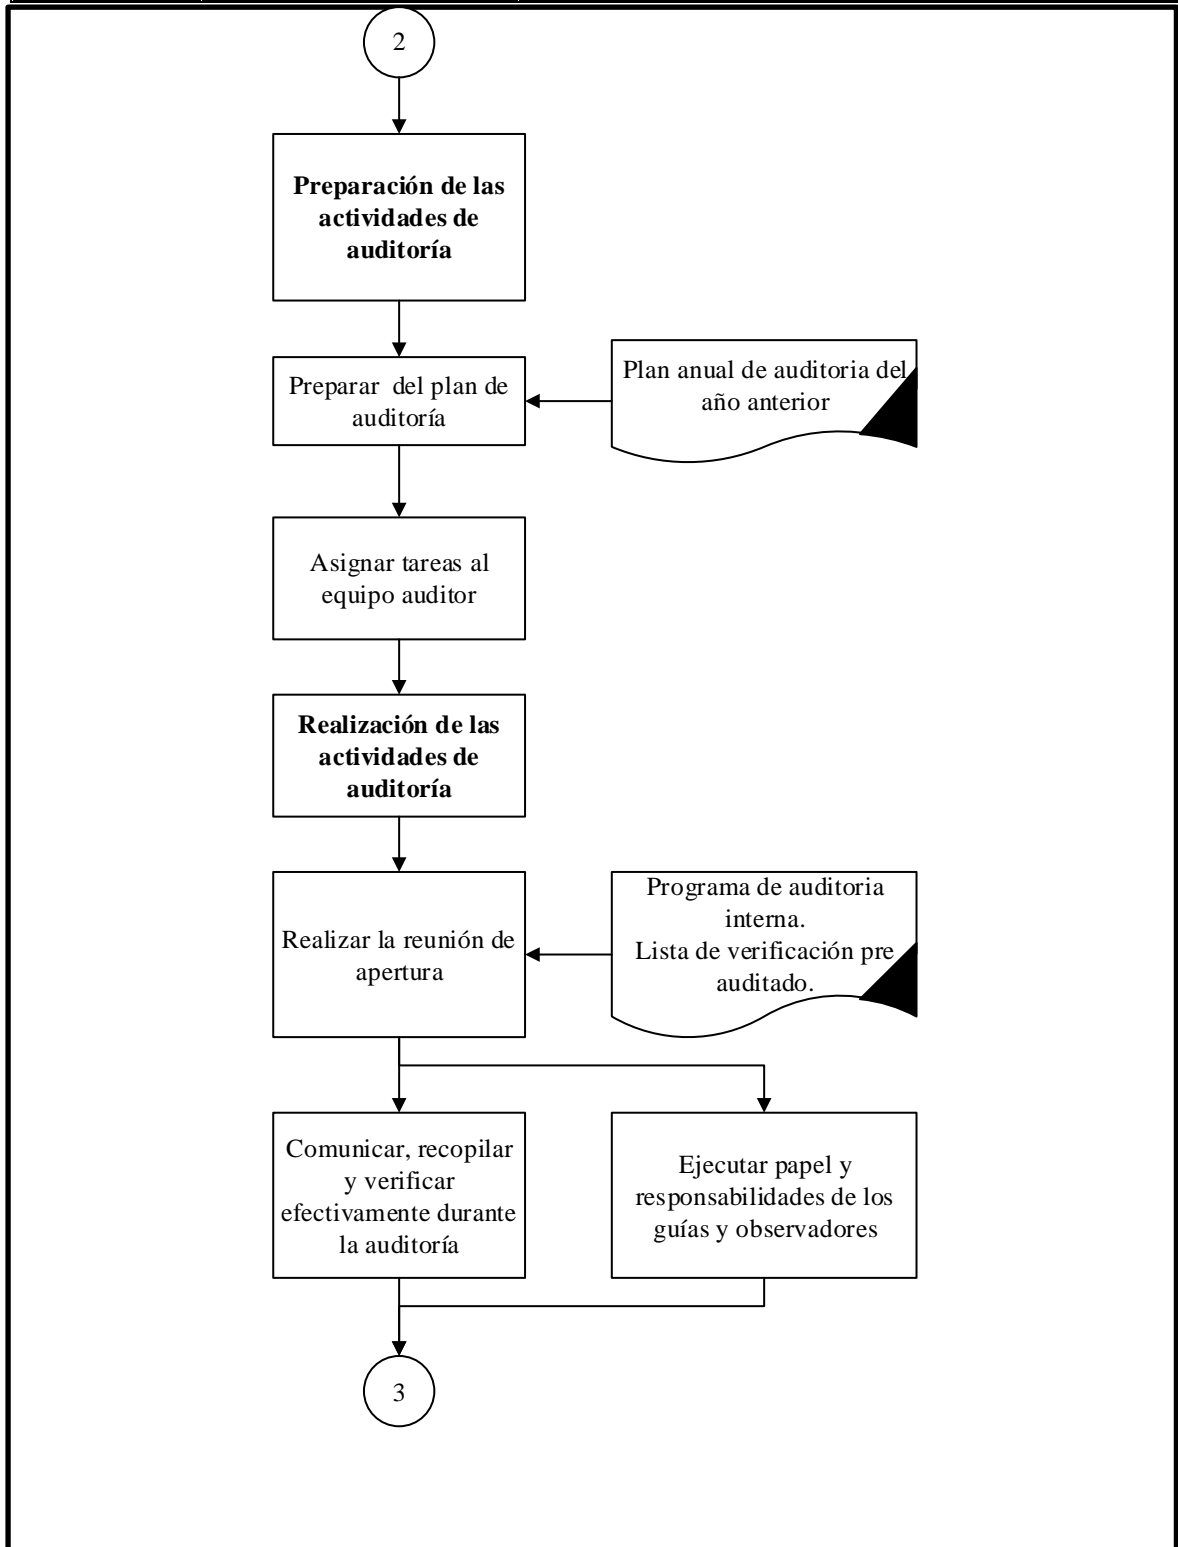 2
Preparación de las
actividades de
auditoría
Preparar  del plan de
auditoría
Plan anual de auditoria del
año anterior
Asignar tareas al
equipo auditor
Realización de las
actividades de
auditoría
Realizar la reunión de
apertura
Programa de auditoria
interna.
Lista de verificación pre
auditado.
Comunicar, recopilar
y verificar
efectivamente durante
la auditoría
Ejecutar papel y
responsabilidades de los
guías y observadores
3